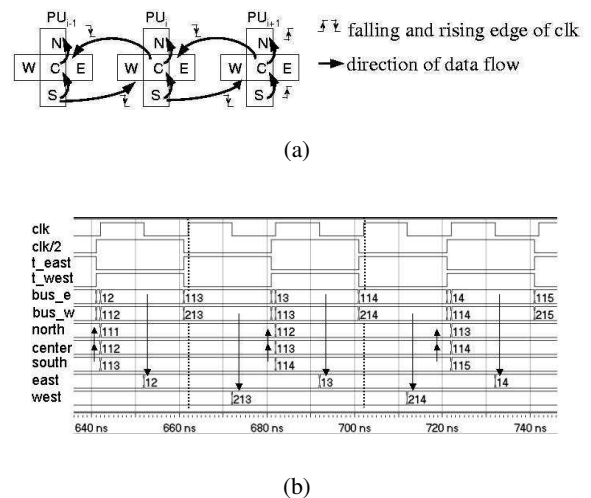 PUi-1 PUi PUi+1
N N N
W C E W C E W C E
S S S
falling and rising edge of clk
direction of data flow
(a)
clk
clk/2
t_east
t_west
bus_e 12 113 13 114 14 115
bus_w 112 213 113 214 114 215
north 111 112 113
center 112 113 114
south 113 114 115
east 12 13 14
west 213 214
640 ns 660 ns 680 ns 700 ns 720 ns 740 ns
(b)